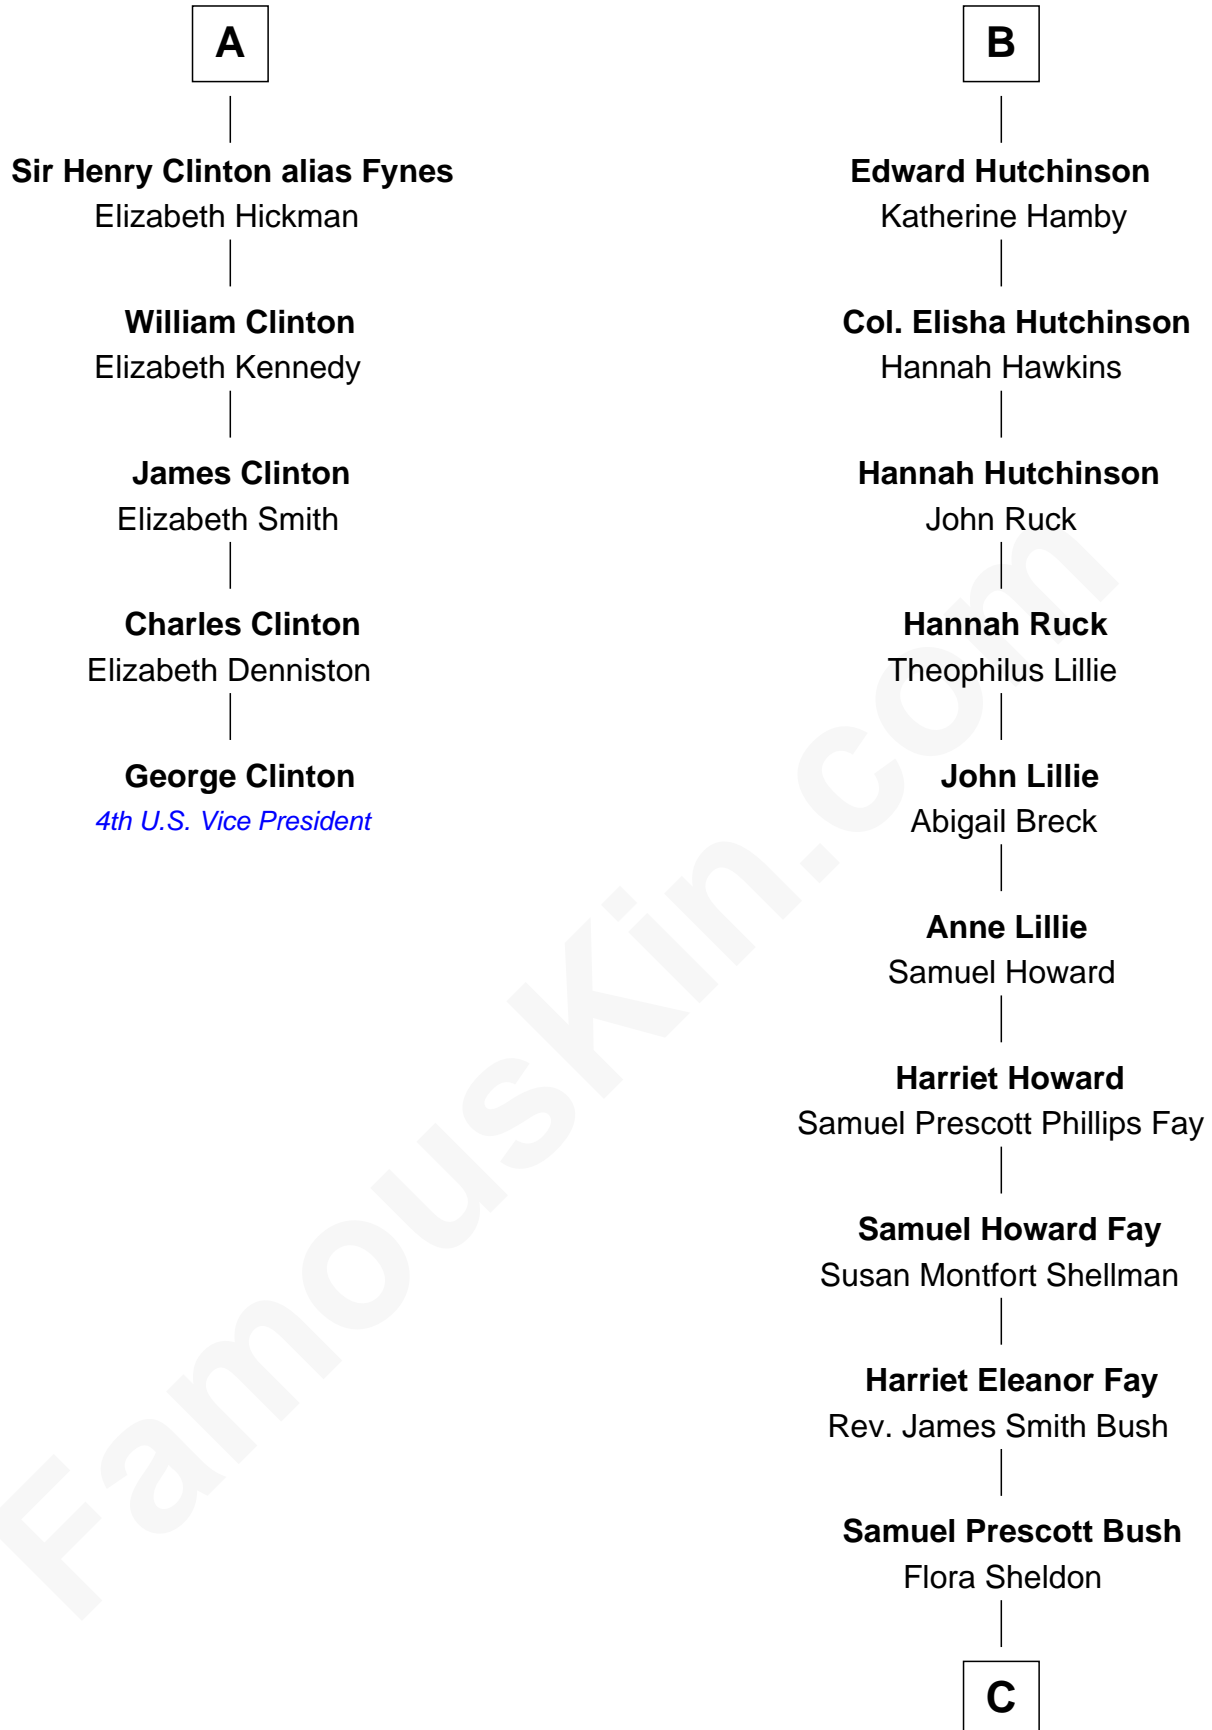 A
Sir Henry Clinton alias Fynes
Elizabeth Hickman
William Clinton
Elizabeth Kennedy
James Clinton
Elizabeth Smith
Charles Clinton
Elizabeth Denniston
George Clinton
4th U.S. Vice President
B
Edward Hutchinson
Katherine Hamby
Col. Elisha Hutchinson
Hannah Hawkins
Hannah Hutchinson
John Ruck
Hannah Ruck
Theophilus Lillie
John Lillie
Abigail Breck
Anne Lillie
Samuel Howard
Harriet Howard
Samuel Prescott Phillips Fay
Samuel Howard Fay
Susan Montfort Shellman
Harriet Eleanor Fay
Rev. James Smith Bush
Samuel Prescott Bush
Flora Sheldon
C
FamousKin.com